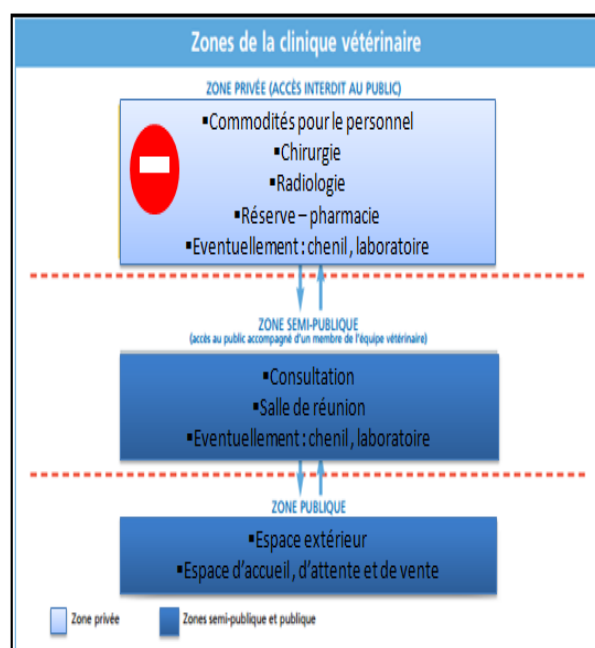 Zones de la clinique vétérinaire
ZONE PRIVÉE (ACCÈS INTERDIT AU PUBLIC)
▪Commodités pour le personnel
▪Chirurgie
▪Radiologie
▪Réserve – pharmacie
▪Eventuellement : chenil, laboratoire
ZONE SEMI-PUBLIQUE
(accès au public accompagné d'un membre de l'équipe vétérinaire)
▪Consultation
▪Salle de réunion
▪Eventuellement : chenil, laboratoire
ZONE PUBLIQUE
▪Espace extérieur
▪Espace d'accueil, d'attente et de vente
Zone privée
Zones semi-publique et publique